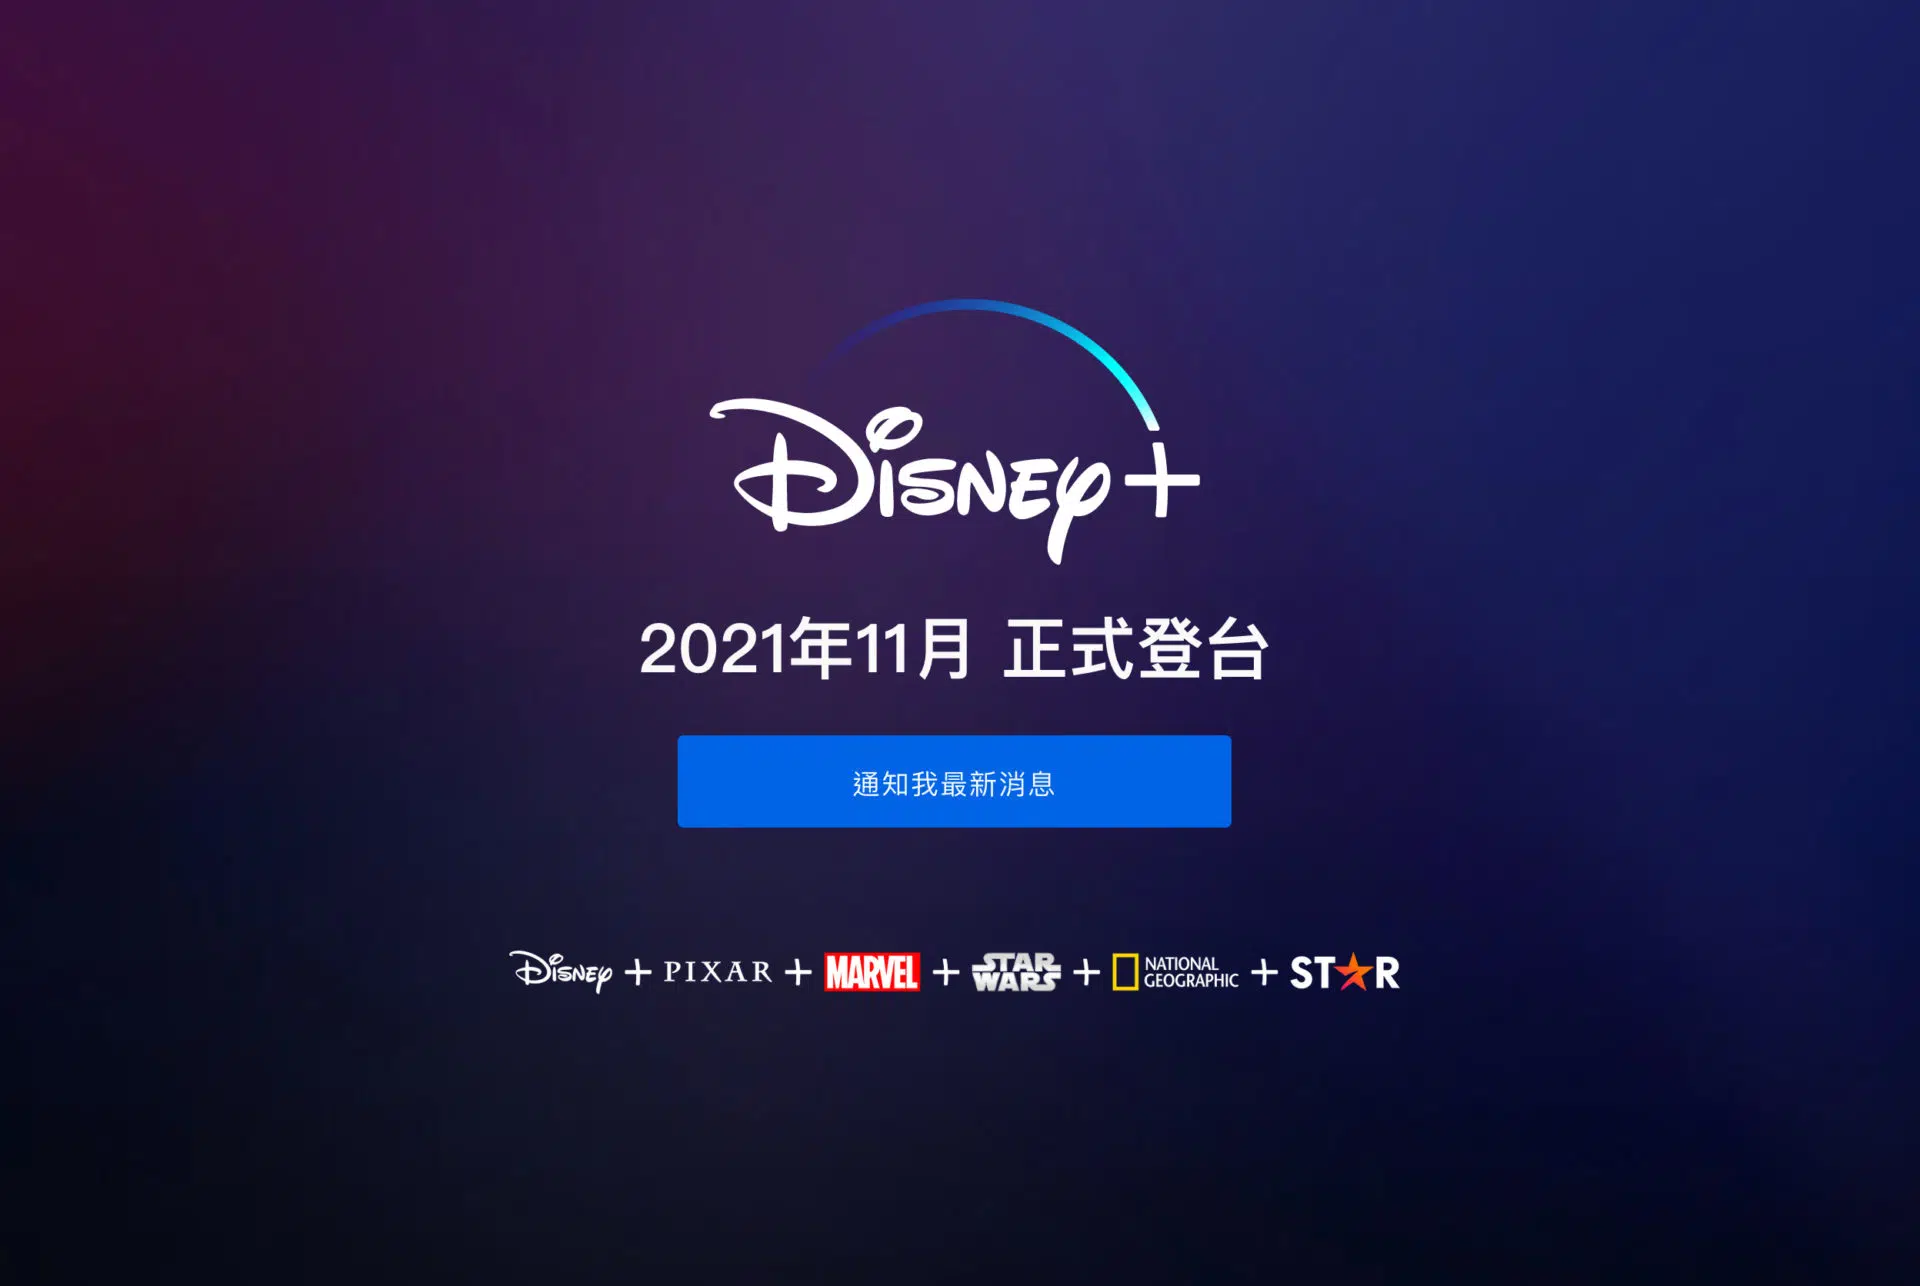 Disney+
2021年11月 正式登台
通知我最新消息
Disney + PIXAR + MARVEL + STAR WARS + NATIONAL GEOGRAPHIC + STAR